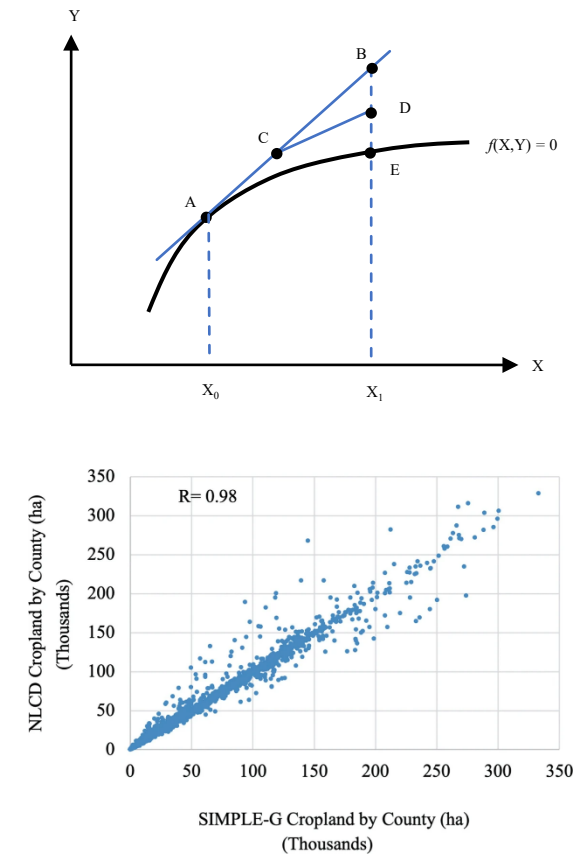 Y
B
D
C
f(X,Y) = 0
E
A
X
X0
X1
350
R= 0.98
300
250
200
150
100
50
0
NLCD Cropland by County (ha)
(Thousands)
0 50 100 150 200 250 300 350
SIMPLE-G Cropland by County (ha)
(Thousands)